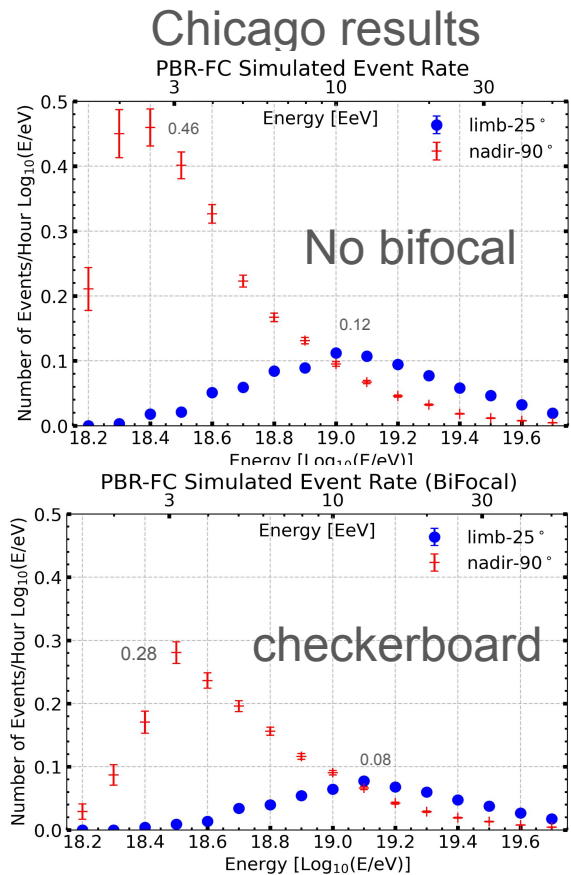 Chicago results
PBR-FC Simulated Event Rate
3 10 30
Energy [EeV]
limb-25°
nadir-90°
0.46
No bifocal
0.12
Number of Events/Hour Log₁₀(E/eV)
0.5
0.4
0.3
0.2
0.1
0.0
18.2 18.4 18.6 18.8 19.0 19.2 19.4 19.6
Energy [Log₁₀(E/eV)]
PBR-FC Simulated Event Rate (BiFocal)
3 10 30
Energy [EeV]
limb-25°
nadir-90°
0.28
checkerboard
0.08
Number of Events/Hour Log₁₀(E/eV)
0.5
0.4
0.3
0.2
0.1
0.0
18.2 18.4 18.6 18.8 19.0 19.2 19.4 19.6
Energy [Log₁₀(E/eV)]